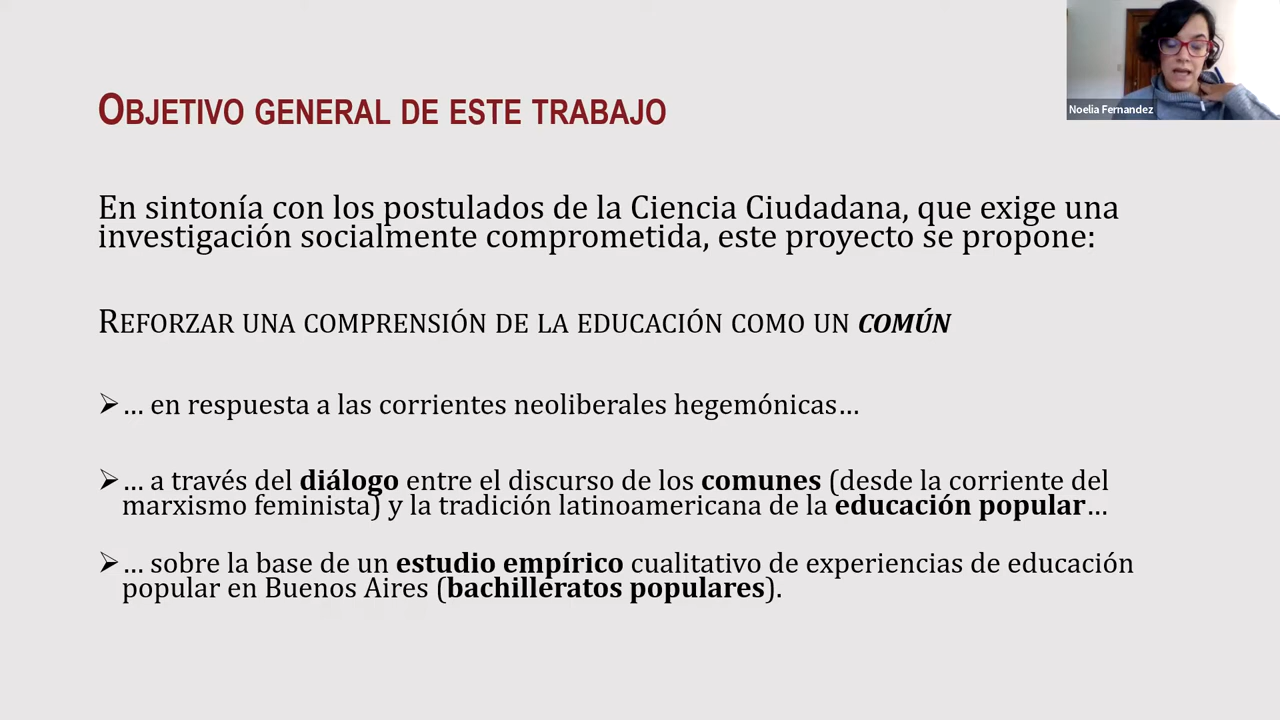 OBJETIVO GENERAL DE ESTE TRABAJO
Noelia Fernandez
En sintonía con los postulados de la Ciencia Ciudadana, que exige una
investigación socialmente comprometida, este proyecto se propone:
REFORZAR UNA COMPRENSIÓN DE LA EDUCACIÓN COMO UN COMÚN
➢… en respuesta a las corrientes neoliberales hegemónicas…
➢… a través del diálogo entre el discurso de los comunes (desde la corriente del
marxismo feminista) y la tradición latinoamericana de la educación popular…
➢… sobre la base de un estudio empírico cualitativo de experiencias de educación
popular en Buenos Aires (bachilleratos populares).